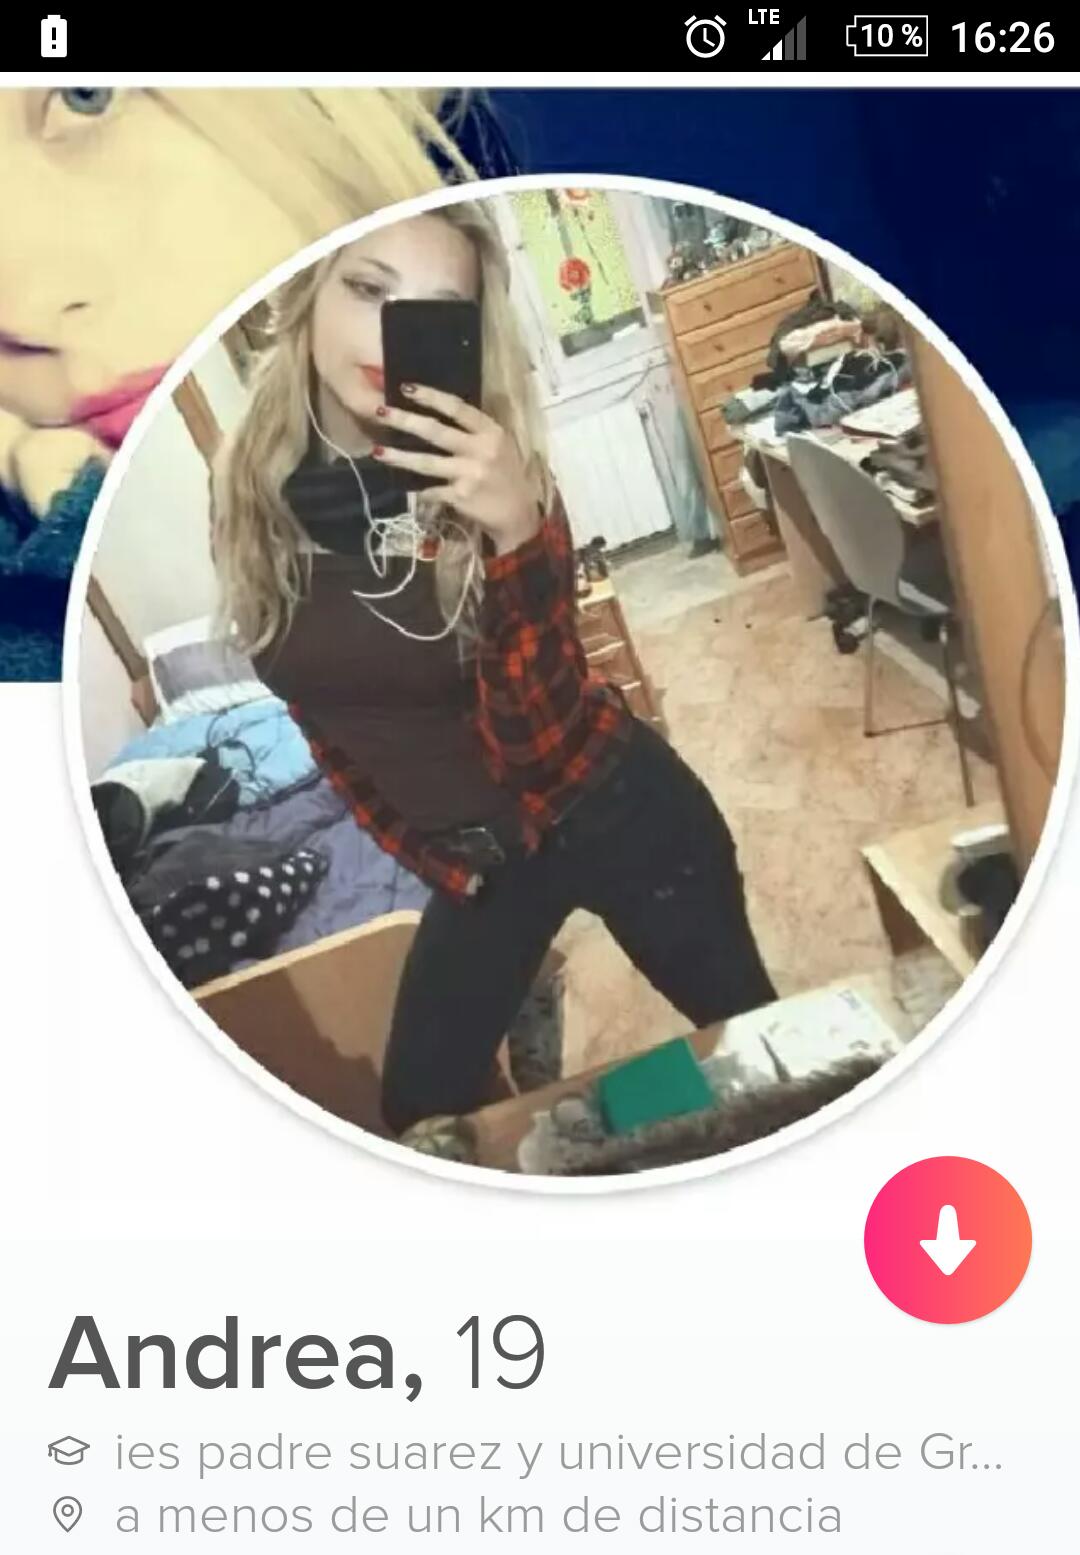 LTE
10 %
16:26
Andrea, 19
ies padre suarez y universidad de Gr...
a menos de un km de distancia